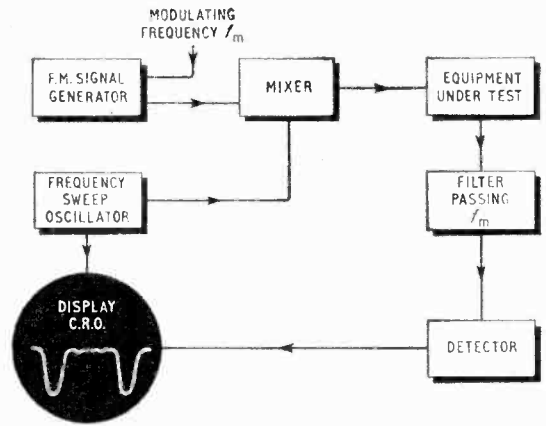 MODULATING
FREQUENCY fm
F.M. SIGNAL
GENERATOR
MIXER
EQUIPMENT
UNDER TEST
FREQUENCY
SWEEP
OSCILLATOR
FILTER
PASSING
fm
DISPLAY
C.R.O.
DETECTOR